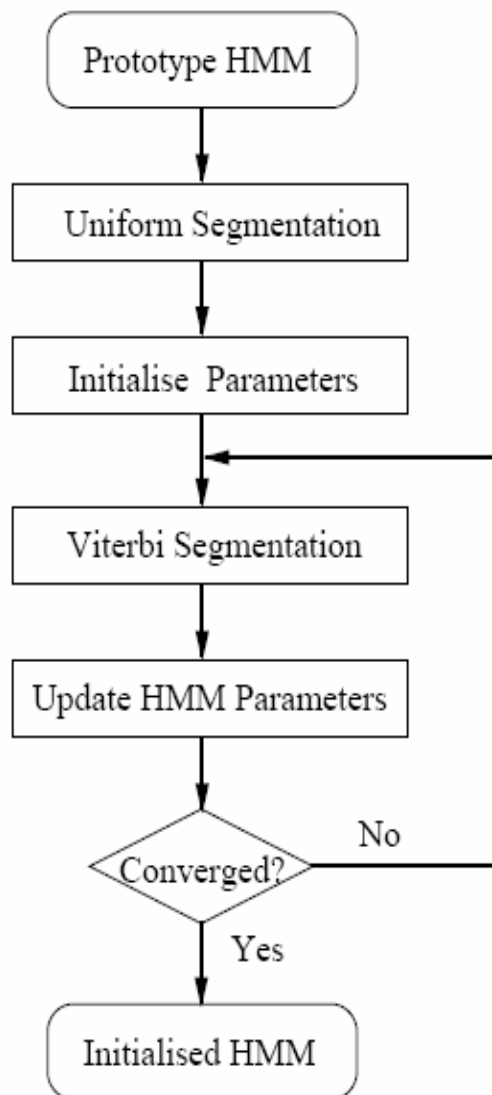 Prototype HMM
Uniform Segmentation
Initialise Parameters
Viterbi Segmentation
Update HMM Parameters
Converged?
No
Yes
Initialised HMM